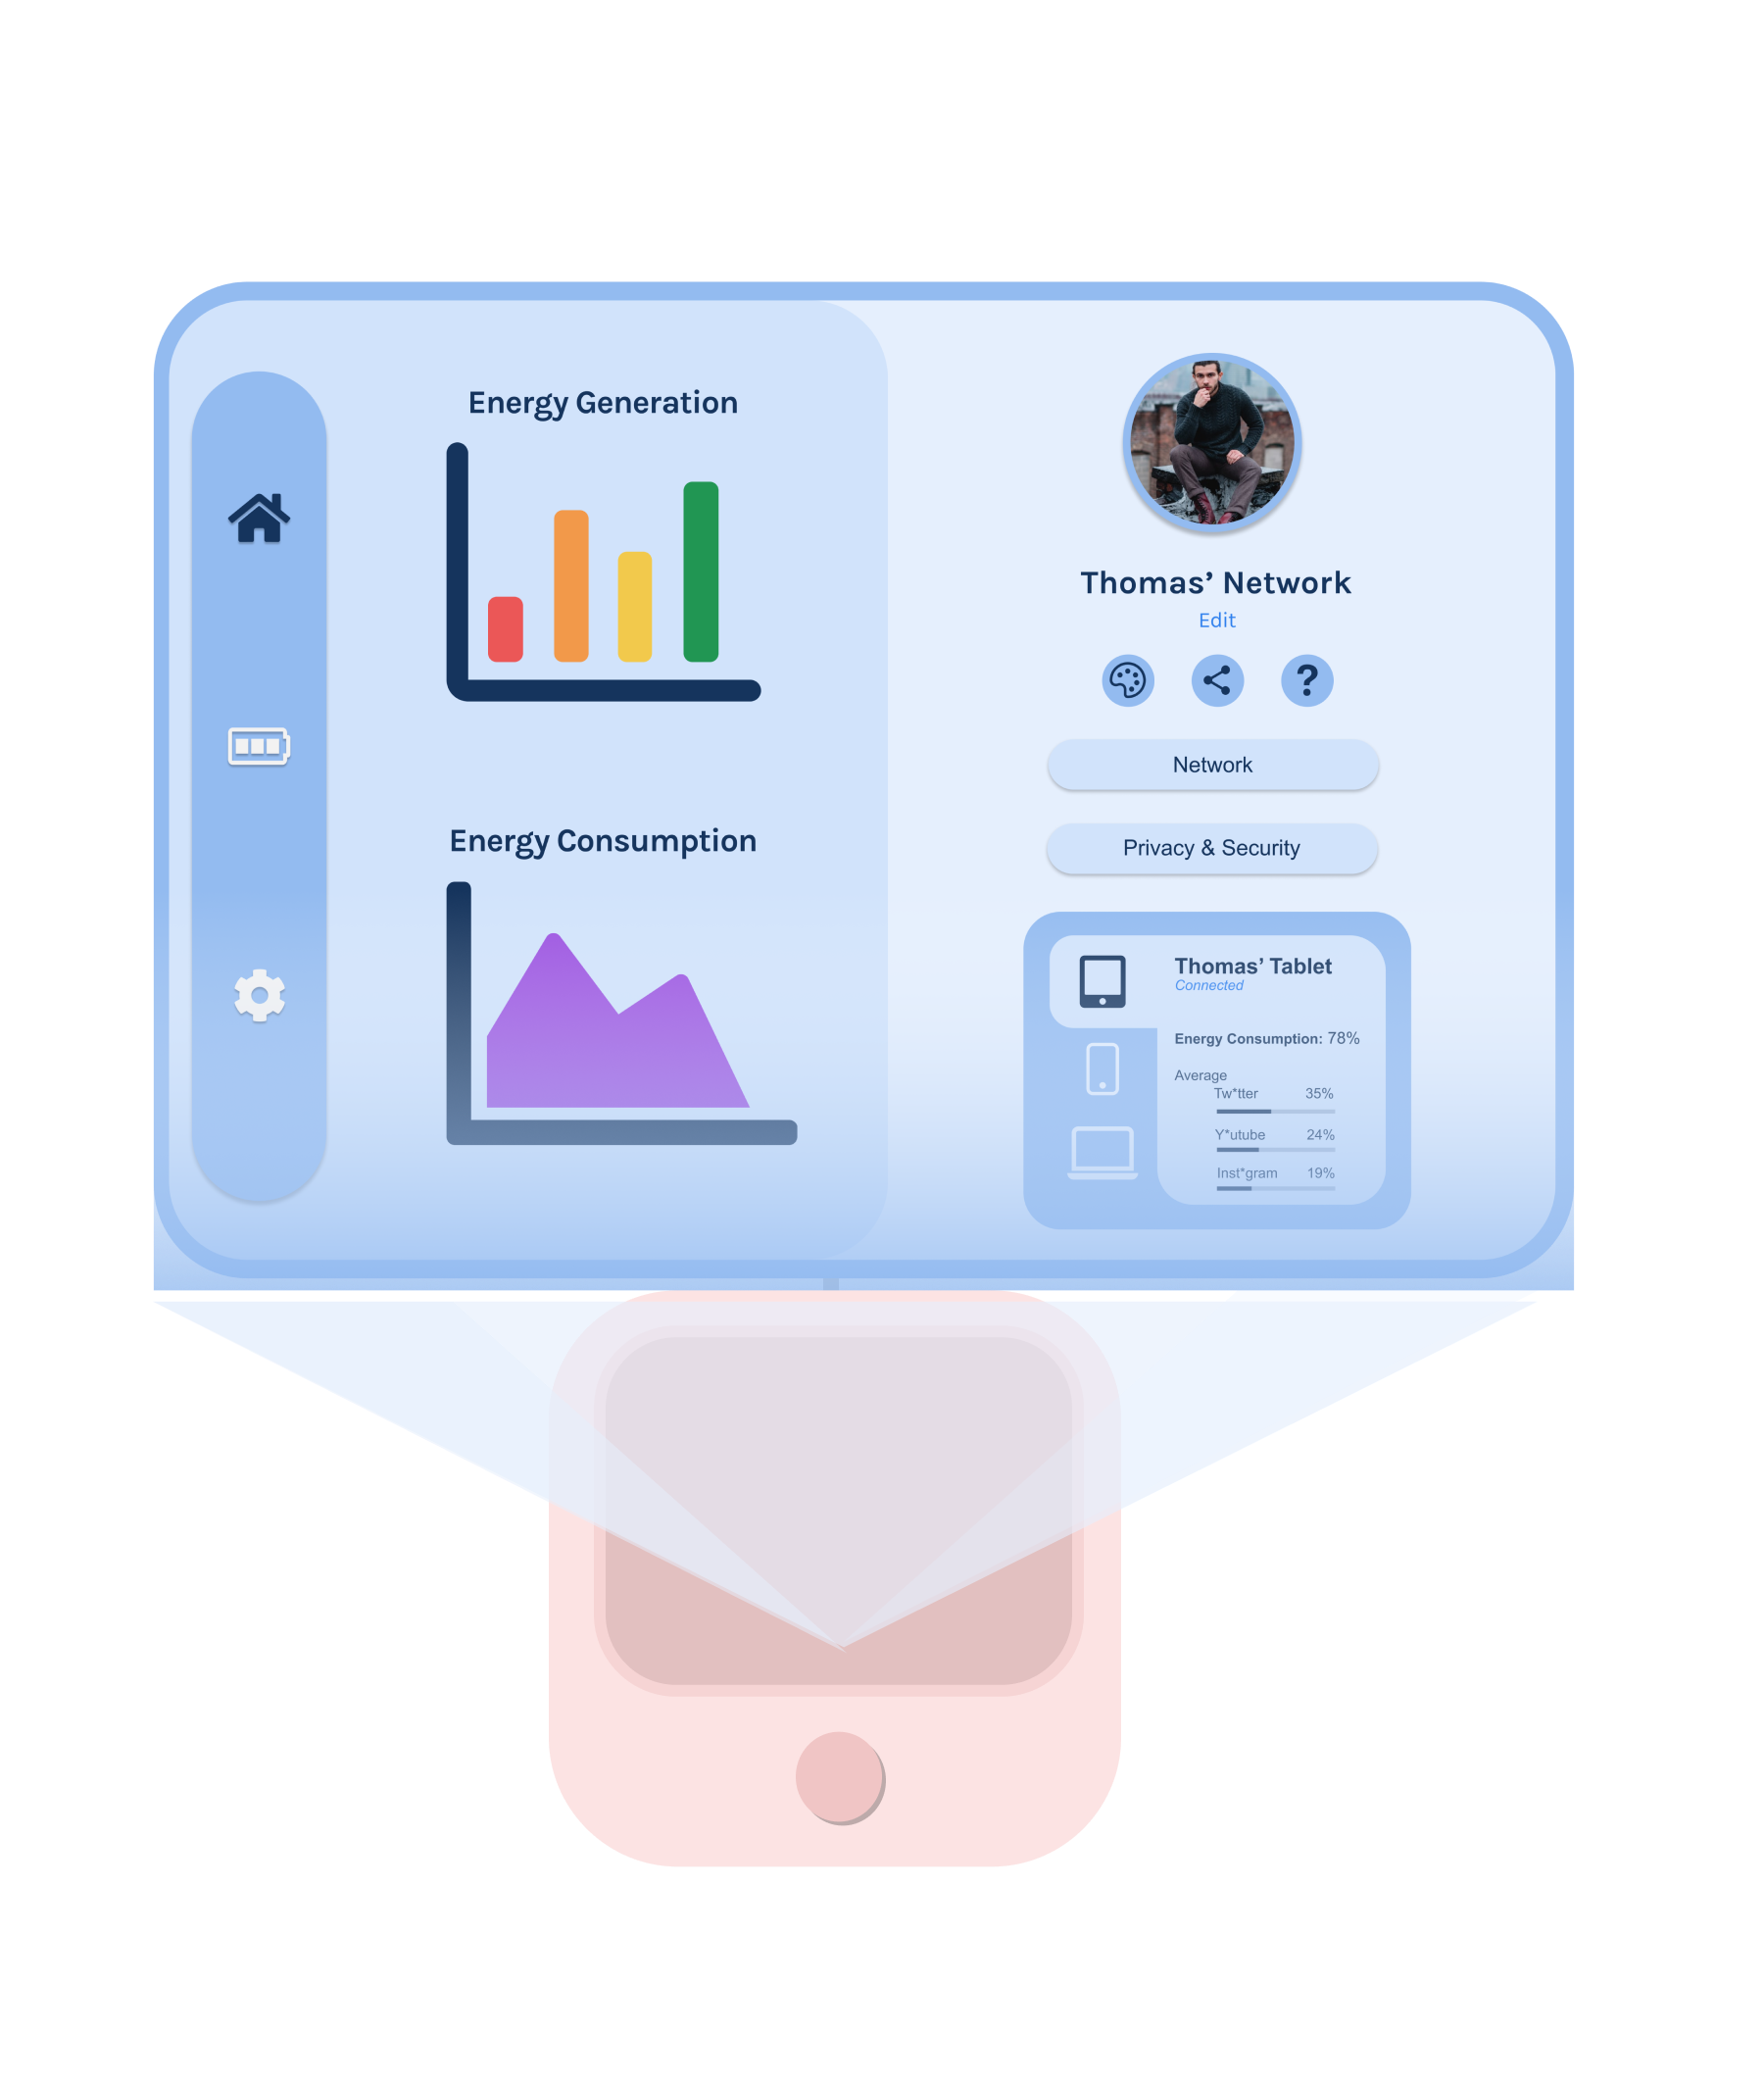 Energy Generation
Energy Consumption
Thomas’ Network
Edit
?
Network
Privacy & Security
Thomas’ Tablet
Connected
Energy Consumption: 78%
Average
Tw*tter 35%
Y*utube 24%
Inst*gram 19%